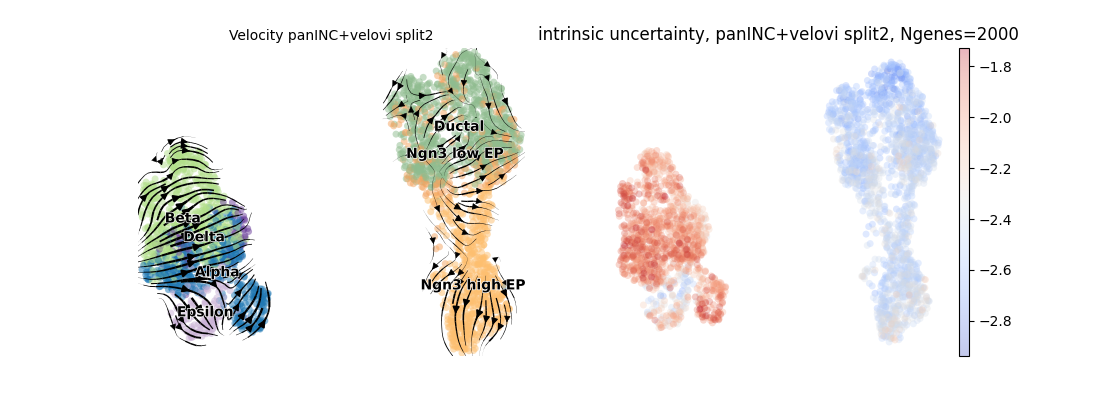 Velocity panINC+velovi split2
Ductal
Ngn3 low EP
Beta
Delta
Alpha
Ngn3 high EP
Epsilon
intrinsic uncertainty, panINC+velovi split2, Ngenes=2000
−1.8
−2.0
−2.2
−2.4
−2.6
−2.8